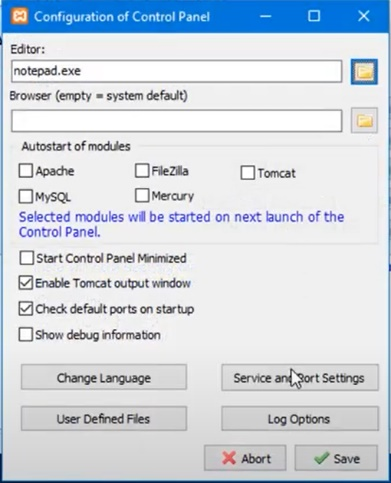 Configuration of Control Panel
Editor:
notepad.exe
Browser (empty = system default)
Autostart of modules
Apache
FileZilla
Tomcat
MySQL
Mercury
Selected modules will be started on next launch of the
Control Panel.
Start Control Panel Minimized
Enable Tomcat output window
Check default ports on startup
Show debug information
Change Language
Service and Port Settings
User Defined Files
Log Options
Abort
Save